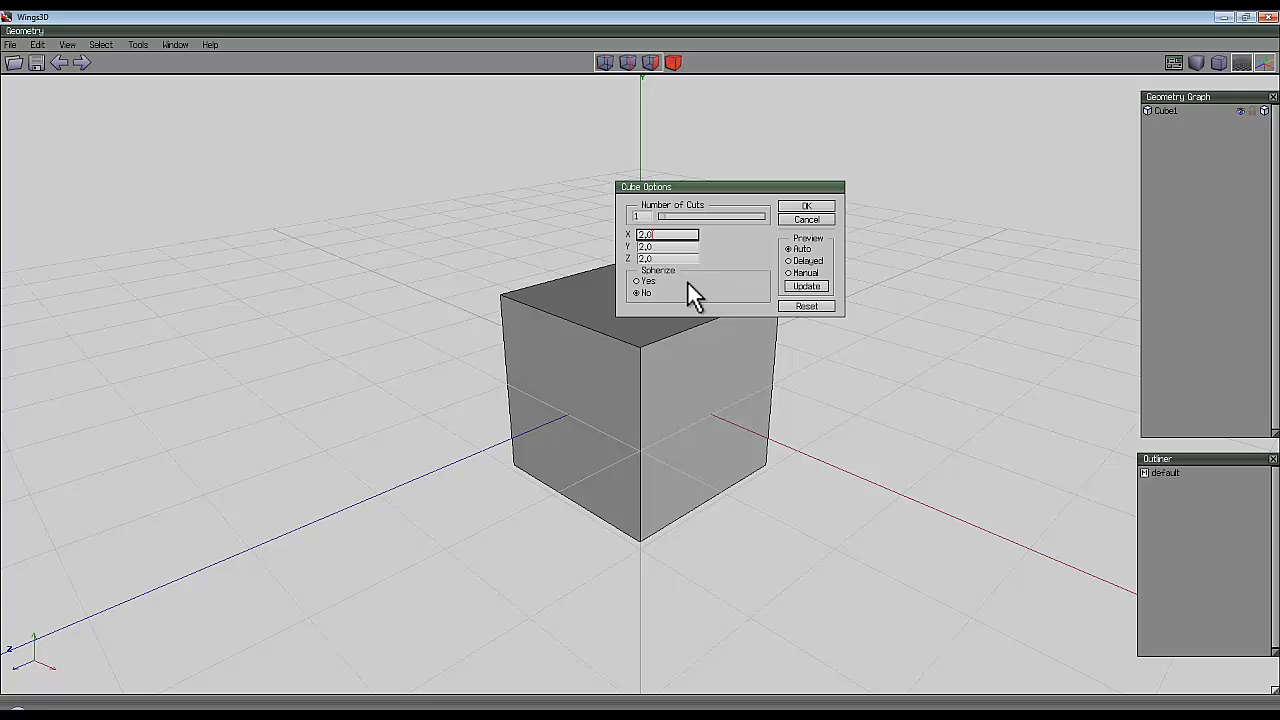 Wings3D
Geometry
File Edit View Select Tools Window Help
Y
Geometry Graph
Cube1
Cube Options
Number of Cuts
1
OK
Cancel
X 2.0
Y 2.0
Z 2.0
Preview
Auto
Delayed
Manual
Update
Spherize
Yes
No
Reset
Outliner
default
Z